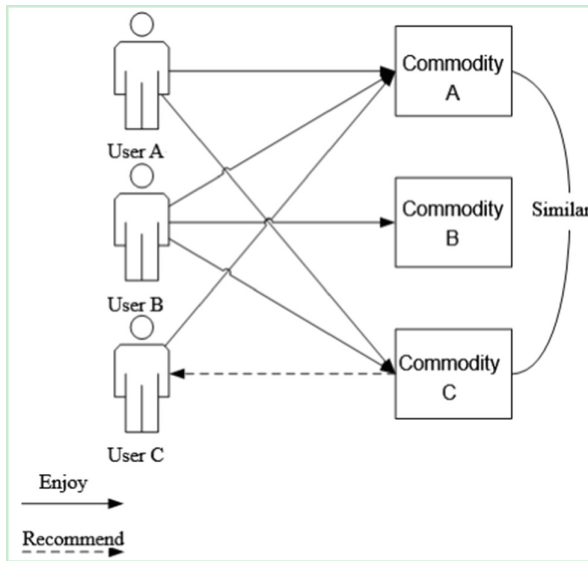 Commodity
A
User A
Commodity
B
Similar
User B
Commodity
C
User C
Enjoy
Recommend